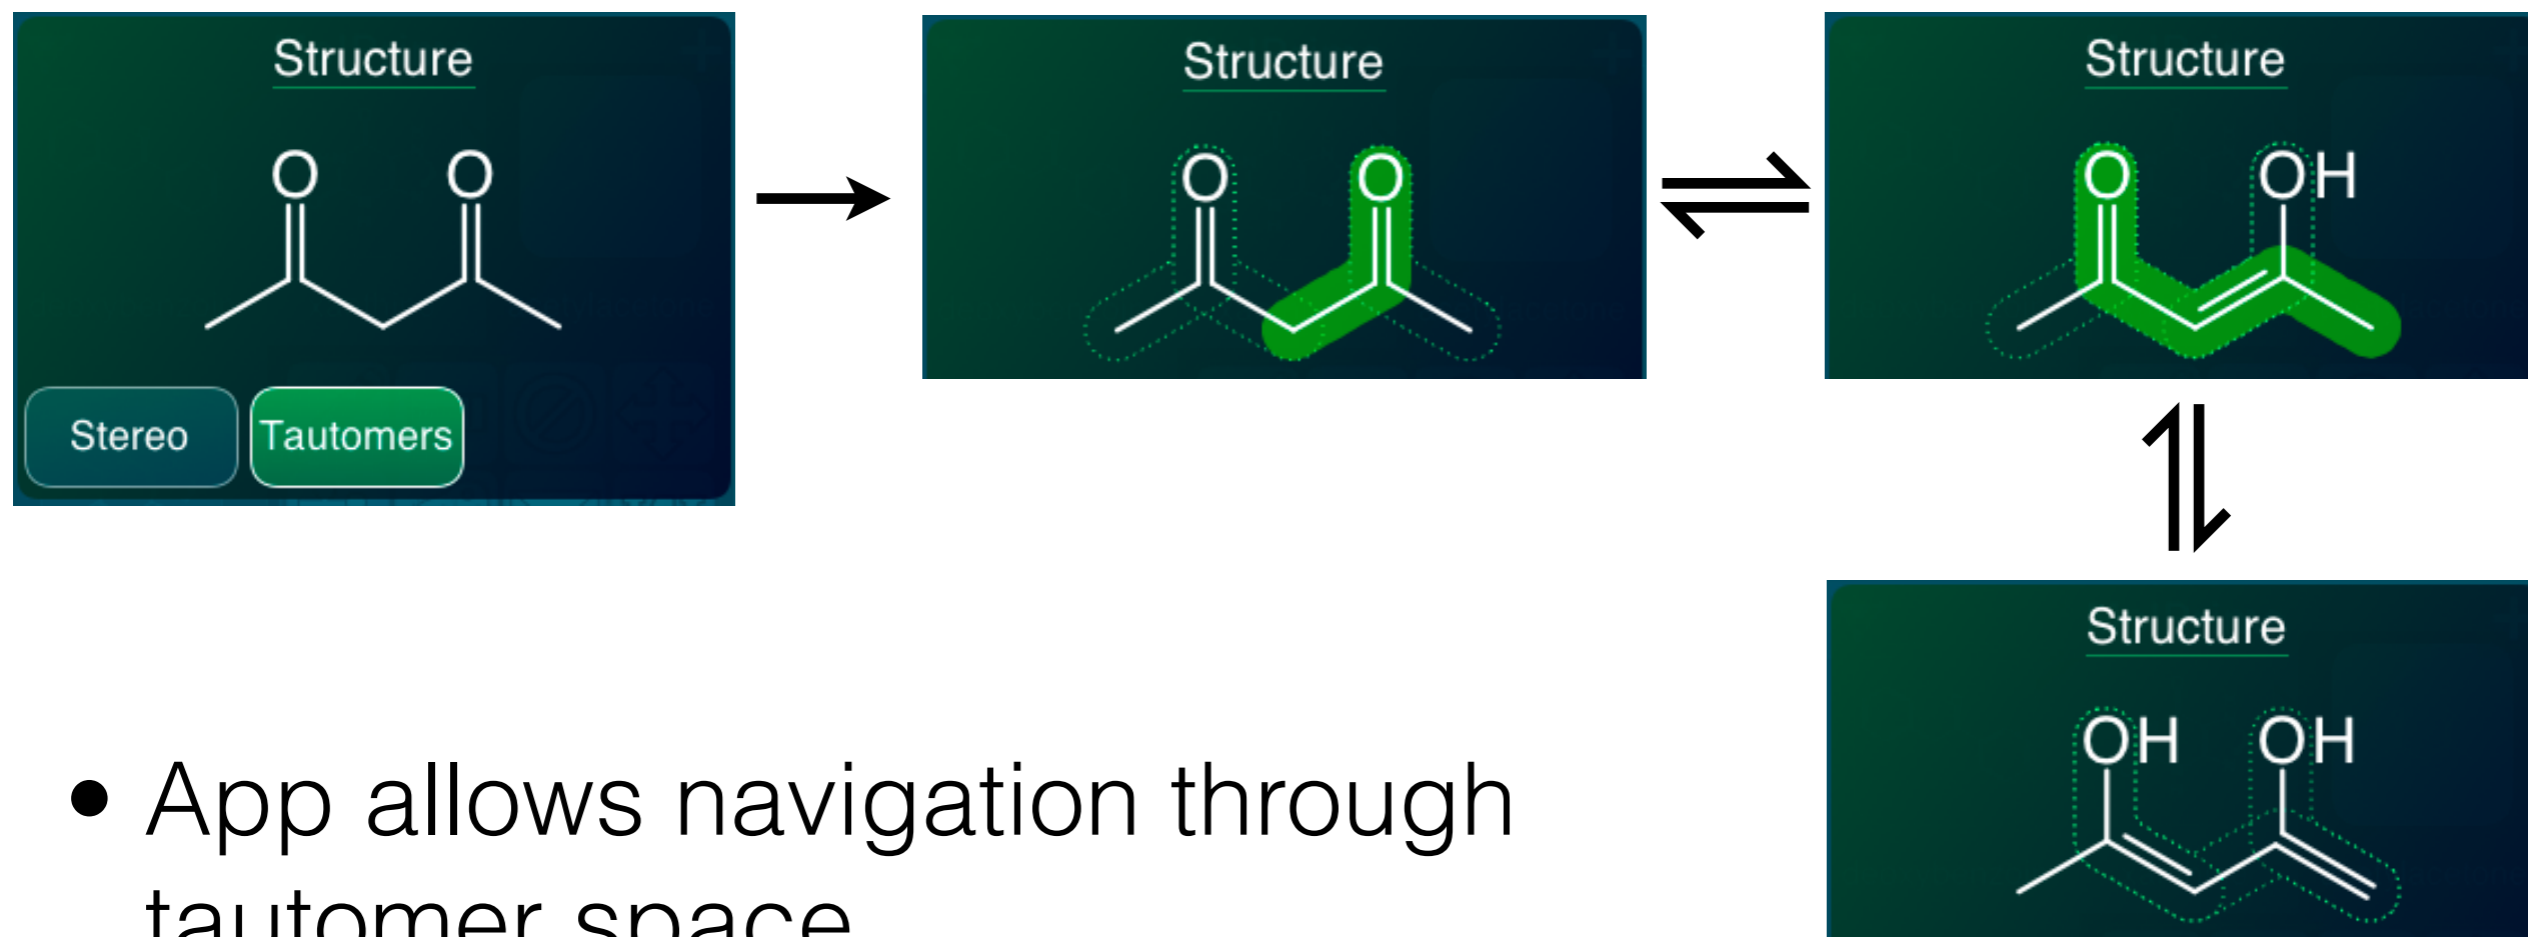 Structure
O O
Stereo Tautomers
Structure
O O
Structure
O OH
Structure
OH OH
• App allows navigation through
tautomer space